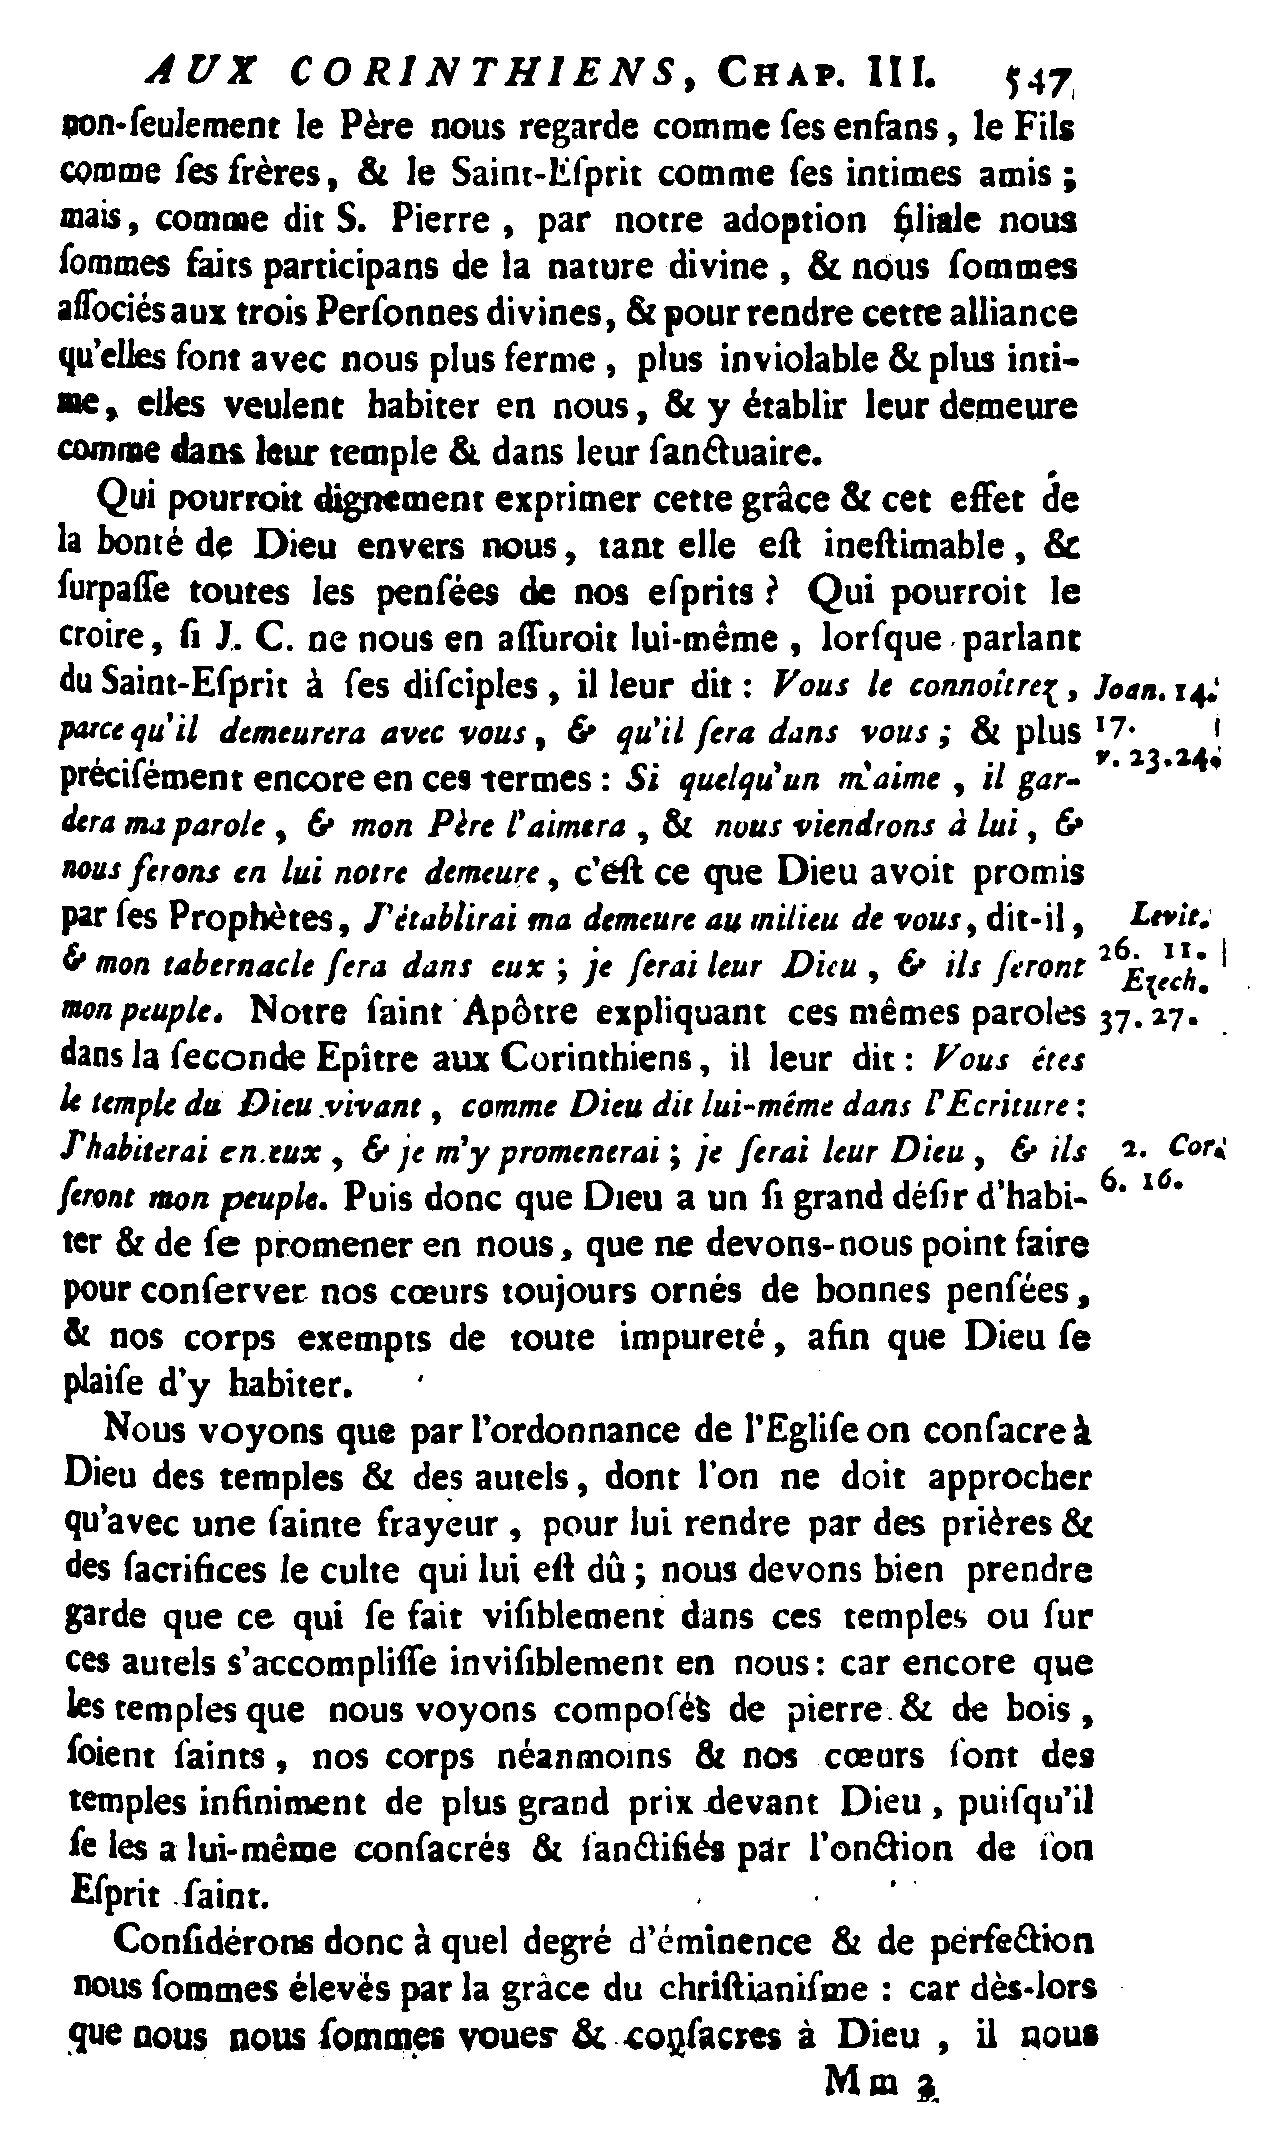 AUX CORINTHIENS, CHAP. III. 547
non-ſeulement le Père nous regarde comme ſes enfans, le Fils
comme ſes frères, & le Saint-Eſprit comme ſes intimes amis ;
mais, comme dit S. Pierre, par notre adoption filiale nous
ſommes faits participans de la nature divine, & nous ſommes
aſſociés aux trois Perſonnes divines, & pour rendre cette alliance
qu'elles font avec nous plus ferme, plus inviolable & plus inti-
me, elles veulent habiter en nous, & y établir leur demeure
comme dans leur temple & dans leur ſanctuaire.
Qui pourroit dignement exprimer cette grâce & cet effet de
la bonté de Dieu envers nous, tant elle eſt ineſtimable, &
ſurpaſſe toutes les penſées de nos eſprits ? Qui pourroit le
croire, ſi J. C. ne nous en aſſuroit lui-même, lorſque parlant
du Saint-Eſprit à ſes diſciples, il leur dit : Vous le connoîtrez, Joan. 14.
parce qu'il demeurera avec vous, & qu'il ſera dans vous ; & plus 17.
v. 23.24.
précisément encore en ces termes : Si quelqu'un m'aime, il gar-
dera ma parole, & mon Père l'aimera, & nous viendrons à lui, &
nous ferons en lui notre demeure, c'eſt ce que Dieu avoit promis
par ſes Prophètes, J'établirai ma demeure au milieu de vous, dit-il, Levit.
& mon tabernacle ſera dans eux ; je ſerai leur Dieu, & ils ſeront 26. 11.
Ezech.
mon peuple. Notre ſaint Apôtre expliquant ces mêmes paroles 37. 27.
dans la ſeconde Epître aux Corinthiens, il leur dit : Vous êtes
le temple du Dieu vivant, comme Dieu dit lui-même dans l'Ecriture :
J'habiterai en eux, & je m'y promenerai ; je ſerai leur Dieu, & ils 2. Cor.
ſeront mon peuple. Puis donc que Dieu a un ſi grand déſir d'habi- 6. 16.
ter & de ſe promener en nous, que ne devons-nous point faire
pour conſerver nos cœurs toujours ornés de bonnes penſées,
& nos corps exempts de toute impureté, afin que Dieu ſe
plaiſe d'y habiter.
Nous voyons que par l'ordonnance de l'Egliſe on conſacre à
Dieu des temples & des autels, dont l'on ne doit approcher
qu'avec une ſainte frayeur, pour lui rendre par des prières &
des ſacrifices le culte qui lui eſt dû ; nous devons bien prendre
garde que ce qui ſe fait viſiblement dans ces temples ou ſur
ces autels s'accompliſſe inviſiblement en nous : car encore que
les temples que nous voyons compoſés de pierre & de bois,
ſoient ſaints, nos corps néanmoins & nos cœurs ſont des
temples infiniment de plus grand prix devant Dieu, puiſqu'il
ſe les a lui-même conſacrés & ſanctifiés par l'onction de ſon
Eſprit ſaint.
Conſidérons donc à quel degré d'éminence & de perfection
nous ſommes élevés par la grâce du chriſtianiſme : car dès-lors
que nous nous ſommes voués & conſacres à Dieu, il nous
M m 2